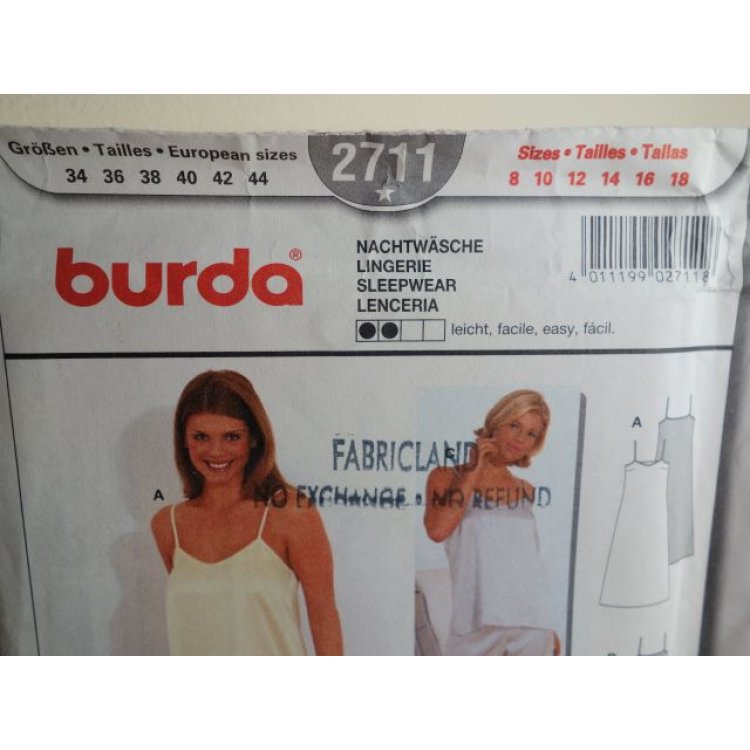 Größen • Tailles • European sizes
34 36 38 40 42 44
2711
Sizes • Tailles • Tallas
8 10 12 14 16 18
burda®
NACHTWÄSCHE
LINGERIE
SLEEPWEAR
LENCERIA
leicht, facile, easy, fácil.
4 011199 027118
A
C
A
FABRICLAND
NO EXCHANGE • NO REFUND